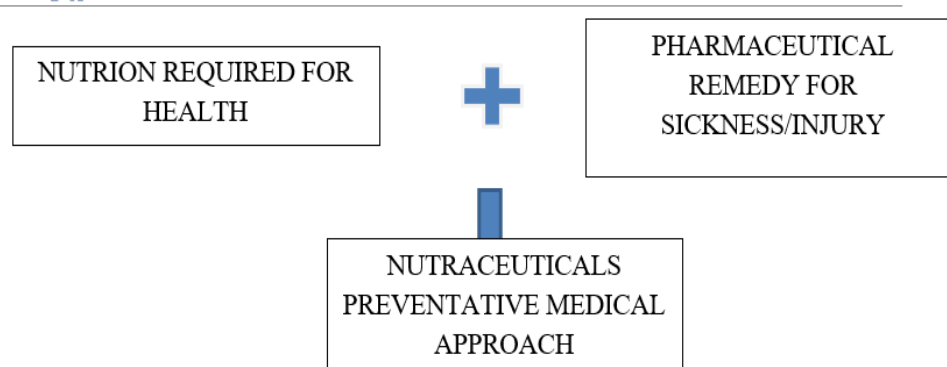 NUTRION REQUIRED FOR
HEALTH
PHARMACEUTICAL
REMEDY FOR
SICKNESS/INJURY
NUTRACEUTICALS
PREVENTATIVE MEDICAL
APPROACH